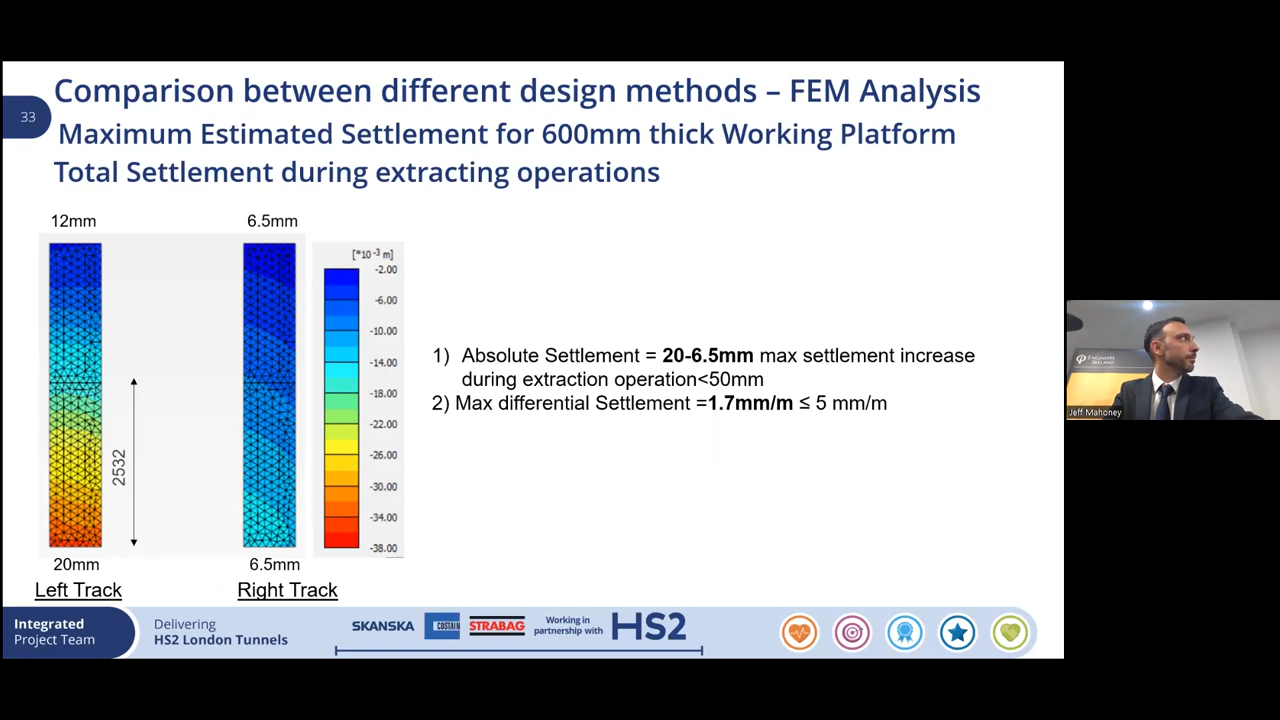 33
Comparison between different design methods – FEM Analysis
Maximum Estimated Settlement for 600mm thick Working Platform
Total Settlement during extracting operations
12mm
6.5mm
[*10⁻³ m]
-2.00
-6.00
-10.00
-14.00
-18.00
-22.00
-26.00
-30.00
-34.00
-38.00
2532
20mm
6.5mm
Left Track
Right Track
1) Absolute Settlement = 20-6.5mm max settlement increase
during extraction operation<50mm
2) Max differential Settlement =1.7mm/m ≤ 5 mm/m
ENGINEERS
IRELAND
Jeff Mahoney
Integrated
Project Team
Delivering
HS2 London Tunnels
SKANSKA
COSTAIN
STRABAG
Working in
partnership with
HS2